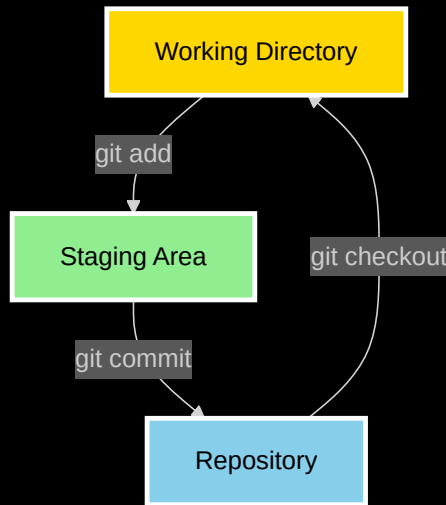 Working Directory
git add
Staging Area
git checkout
git commit
Repository